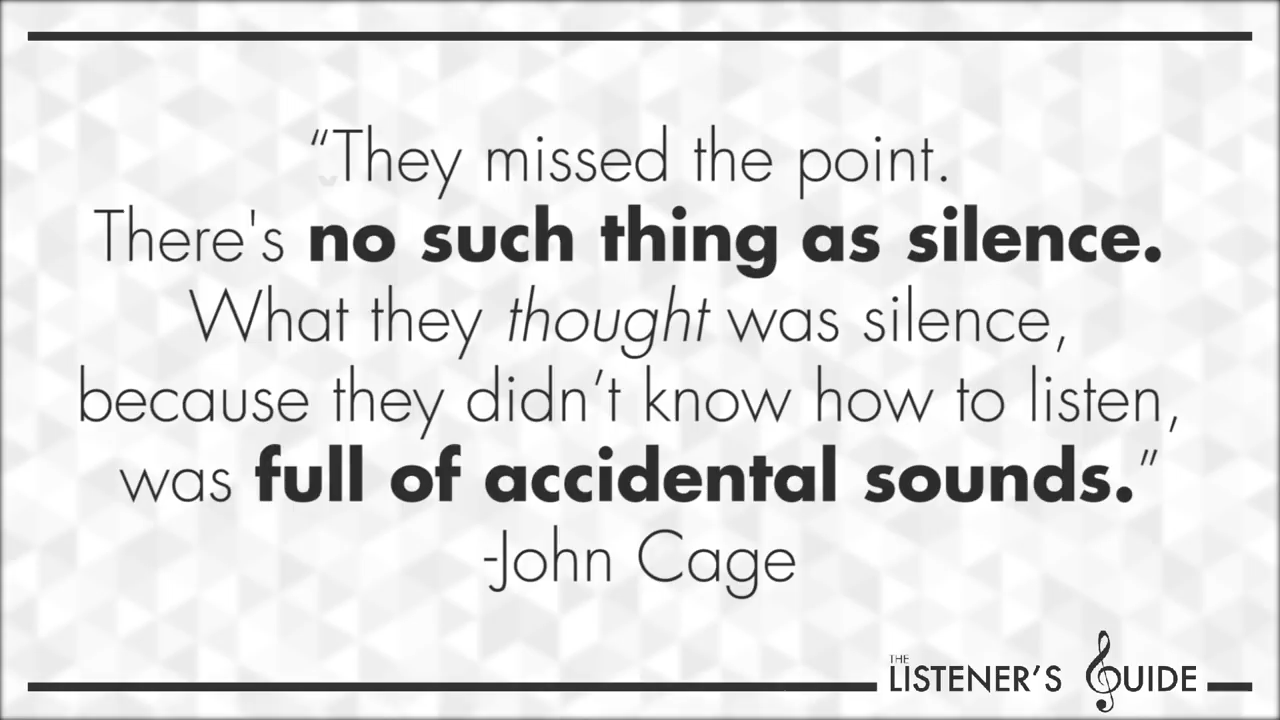 “They missed the point.
There's no such thing as silence.
What they thought was silence,
because they didn’t know how to listen,
was full of accidental sounds.”
-John Cage
THE
LISTENER’S GUIDE